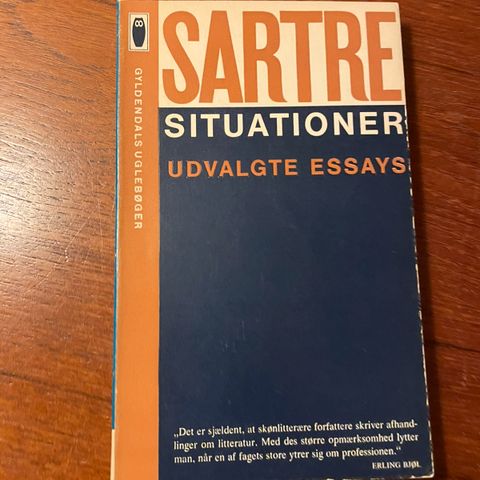 SARTRE
SITUATIONER
UDVALGTE ESSAYS
GYLDENDALS UGLEBØGER
„Det er sjældent, at skønlitterære forfattere skriver afhand-
linger om litteratur. Med des større opmærksomhed lytter
man, når en af fagets store ytrer sig om professionen.“
ERLING BJØL